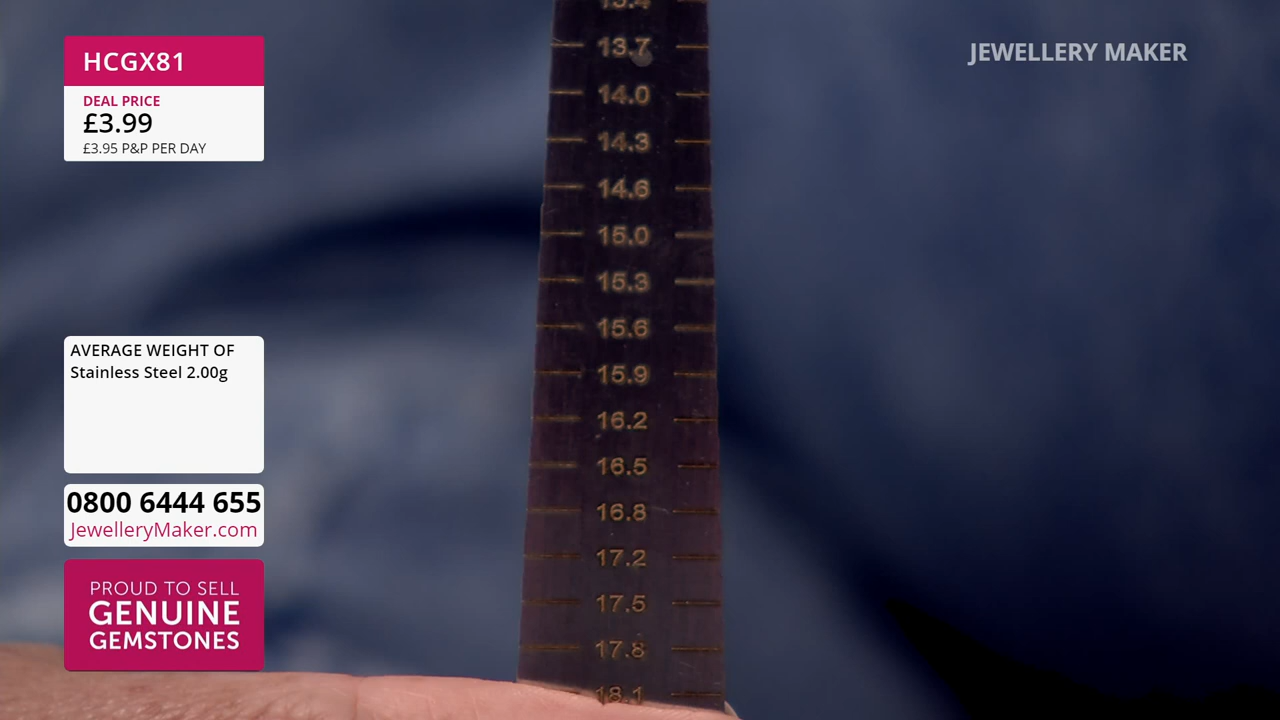 HCGX81
DEAL PRICE
£3.99
£3.95 P&P PER DAY
AVERAGE WEIGHT OF
Stainless Steel 2.00g
0800 6444 655
JewelleryMaker.com
PROUD TO SELL
GENUINE
GEMSTONES
13.4
13.7
14.0
14.3
14.6
15.0
15.3
15.6
15.9
16.2
16.5
16.8
17.2
17.5
17.8
18.1
JEWELLERY MAKER